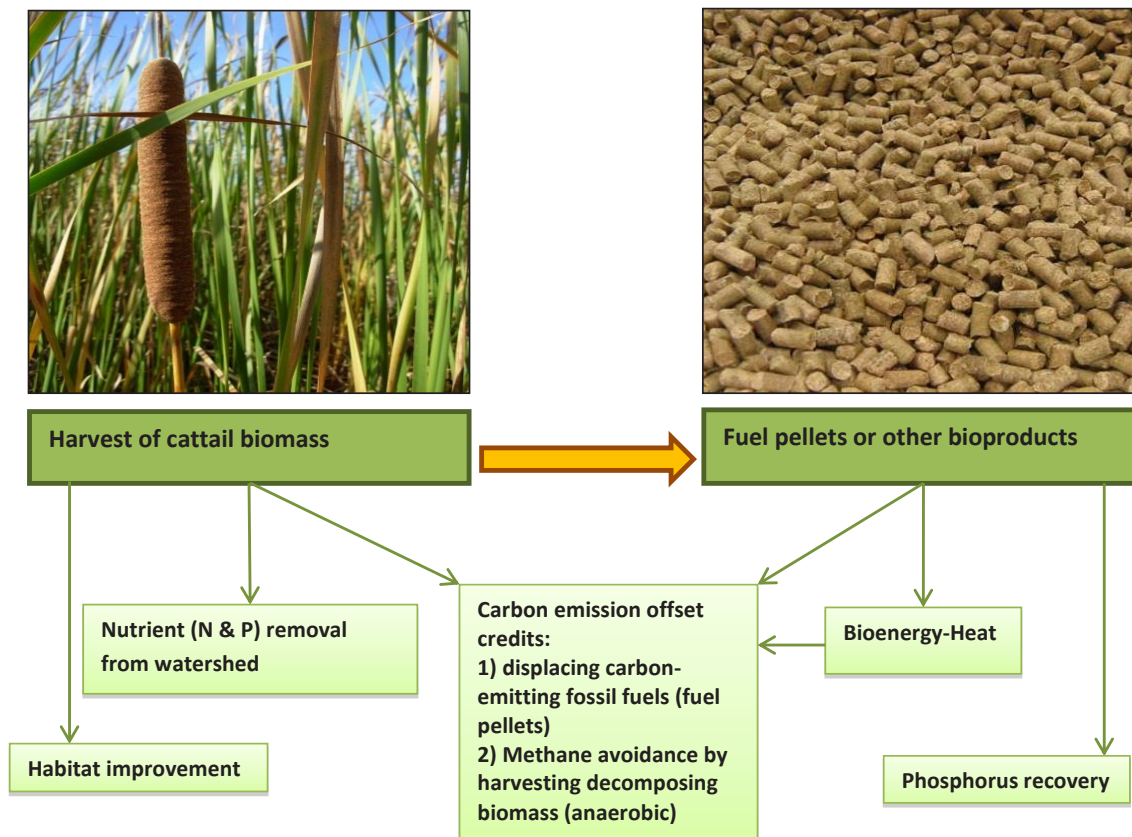 Harvest of cattail biomass
Fuel pellets or other bioproducts
Nutrient (N & P) removal
from watershed
Habitat improvement
Carbon emission offset
credits:
1) displacing carbon-
emitting fossil fuels (fuel
pellets)
2) Methane avoidance by
harvesting decomposing
biomass (anaerobic)
Bioenergy-Heat
Phosphorus recovery